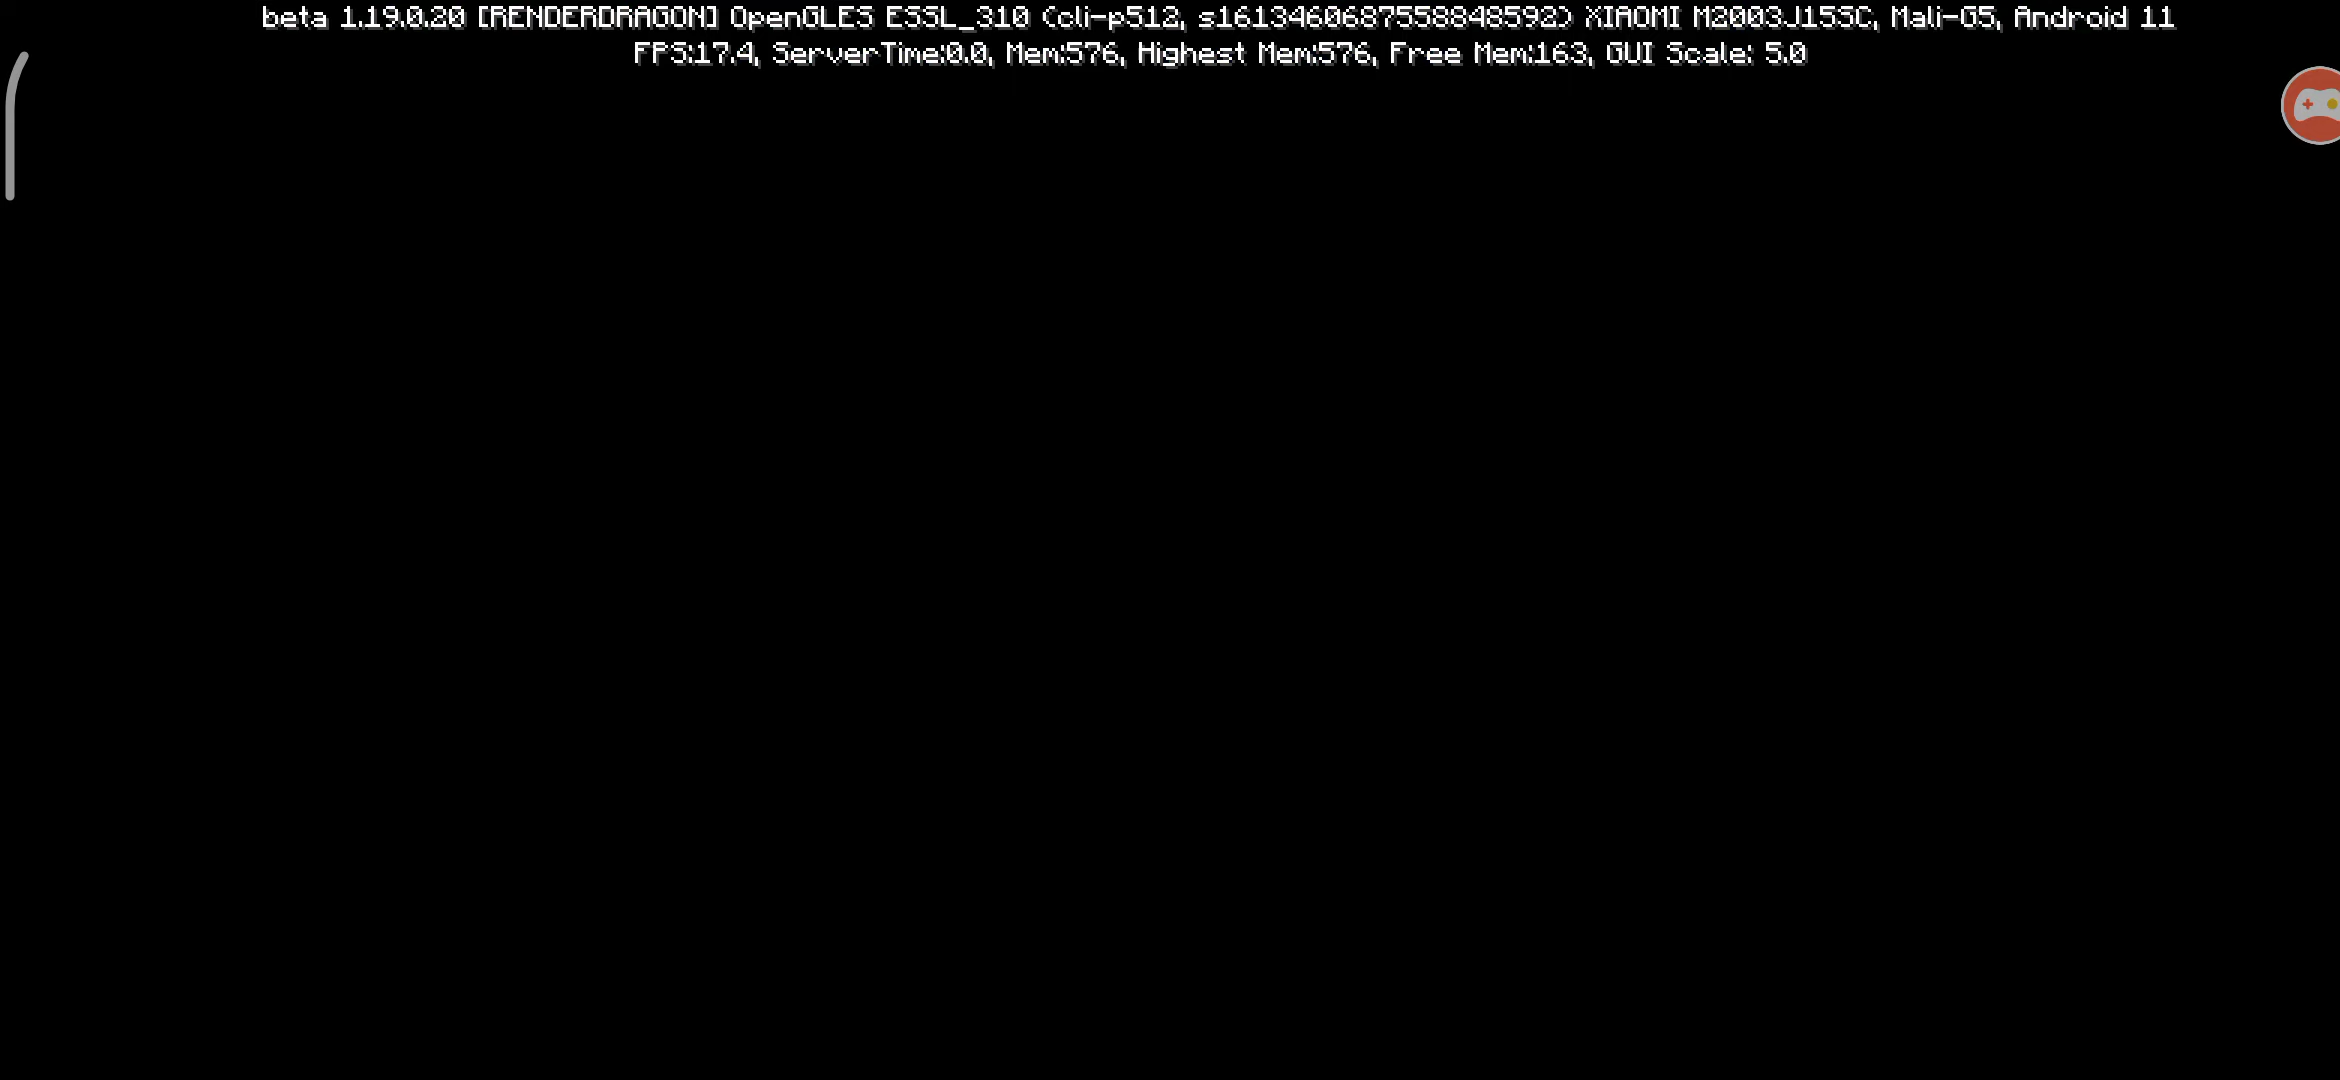 beta 1.19.0.20 [RENDERDRAGON] OpenGLES ESSL_310 (cli-p512, s16134606875588848592) XIAOMI M2003J15SC, Mali-G5, Android 11
FPS:17.4, ServerTime:0.0, Mem:576, Highest Mem:576, Free Mem:163, GUI Scale: 5.0